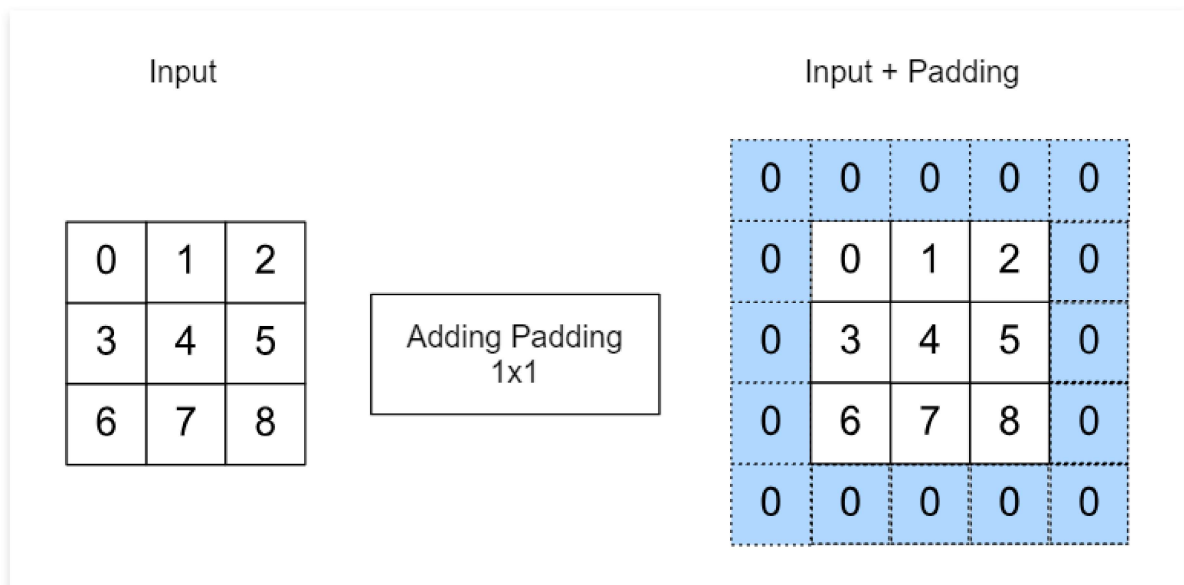 Input
Input + Padding
0 1 2
3 4 5
6 7 8
Adding Padding
1x1
0 0 0 0 0
0 0 1 2 0
0 3 4 5 0
0 6 7 8 0
0 0 0 0 0